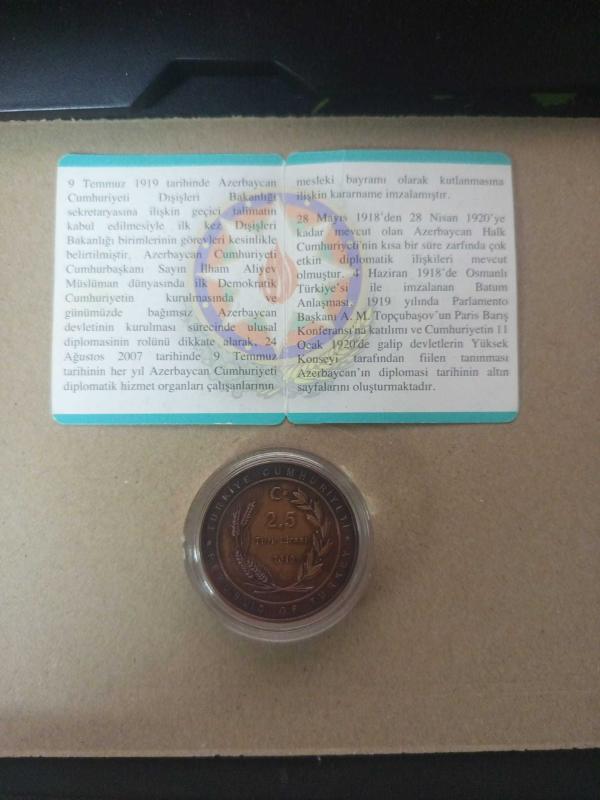 9 Temmuz 1919 tarihinde Azerbaycan
Cumhuriyeti Dışişleri Bakanlığı
sekretaryasına ilişkin geçici talimatın
kabul edilmesiyle ilk kez Dışişleri
Bakanlığı birimlerinin görevleri kesinlikle
belirtilmiştir. Azerbaycan Cumhuriyeti
Cumhurbaşkanı Sayın İlham Aliyev
Müslüman dünyasında ilk Demokratik
Cumhuriyetin kurulmasında ve
günümüzde bağımsız Azerbaycan
devletinin kurulması sürecinde ulusal
diplomasinin rolünü dikkate alarak, 24
Ağustos 2007 tarihinde 9 Temmuz
tarihinin her yıl Azerbaycan Cumhuriyeti
diplomatik hizmet organları çalışanlarının
mesleki bayramı olarak kutlanmasına
ilişkin kararname imzalamıştır.
28 Mayıs 1918'den 28 Nisan 1920'ye
kadar mevcut olan Azerbaycan Halk
Cumhuriyeti'nin kısa bir süre zarfında çok
etkin diplomatik ilişkileri mevcut
olmuştur. 4 Haziran 1918'de Osmanlı
Türkiye'si ile imzalanan Batum
Anlaşması, 1919 yılında Parlamento
Başkanı A. M. Topçubaşov'un Paris Barış
Konferansı'na katılımı ve Cumhuriyetin 11
Ocak 1920'de galip devletlerin Yüksek
Konseyi tarafından fiilen tanınması
Azerbaycan'ın diplomasi tarihinin altın
sayfalarını oluşturmaktadır.
TÜRKİYE CUMHURİYETİ
2,5
Türk Lirası
REPUBLIC OF TURKEY